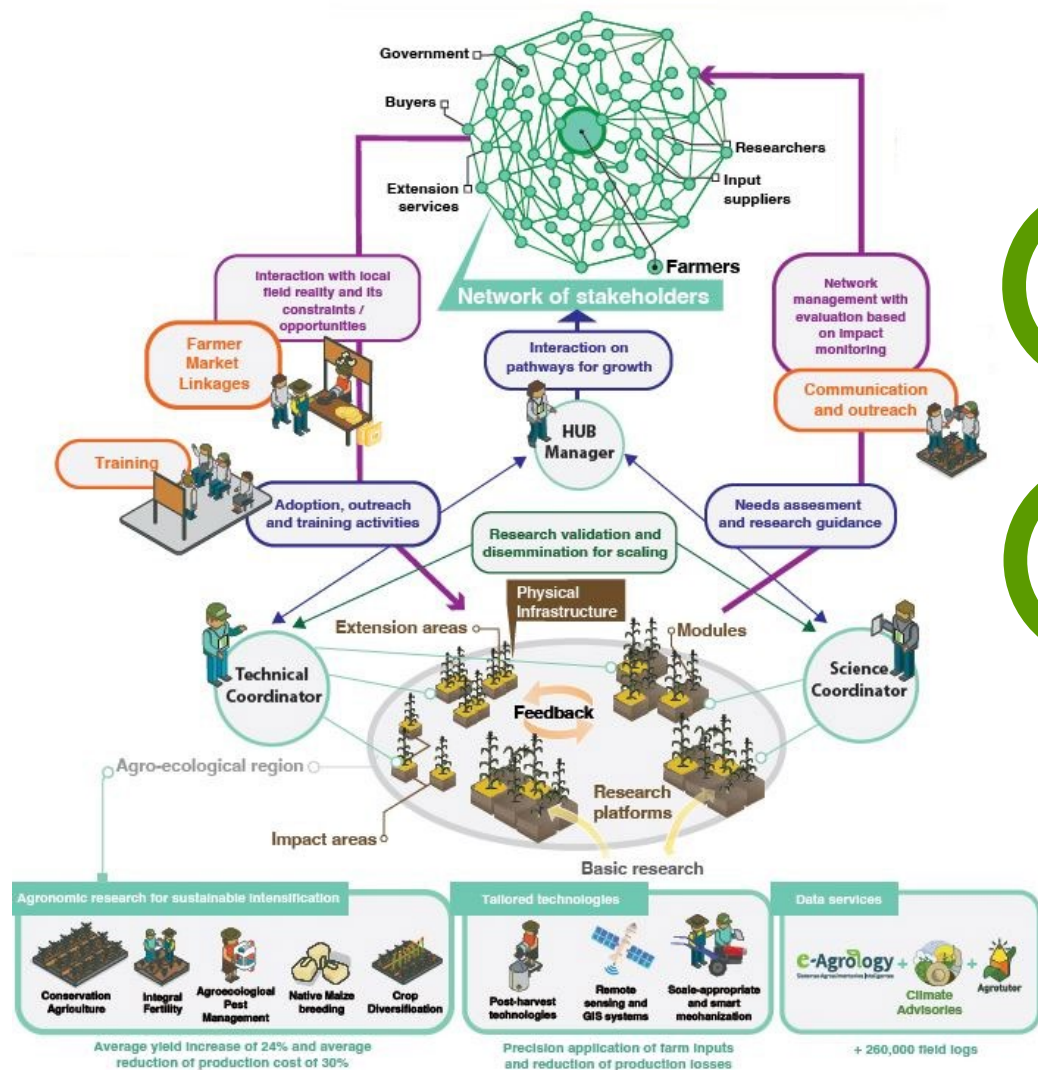 Government
Buyers
Extension
services
Researchers
Input
suppliers
Farmers
Network of stakeholders
Interaction with local
field reality and its
constraints /
opportunities
Network
management with
evaluation based
on impact
monitoring
Interaction on
pathways for growth
Farmer
Market
Linkages
Communication
and outreach
HUB
Manager
Training
Adoption, outreach
and training activities
Needs assesment
and research guidance
Research validation and
disemmination for scaling
Physical
Infrastructure
Extension areas
Modules
Technical
Coordinator
Science
Coordinator
Feedback
Agro-ecological region
Research
platforms
Impact areas
Basic research
Agronomic research for sustainable intensification
Conservation
Agriculture
Integral
Fertility
Agroecological
Pest
Management
Native Maize
breeding
Crop
Diversification
Average yield increase of 24% and average
reduction of production cost of 30%
Tailored technologies
Post-harvest
technologies
Remote
sensing and
GIS systems
Scale-appropriate
and smart
mechanization
Precision application of farm inputs
and reduction of production losses
Data services
e-Agrology
Sistemas Agroalimentarios Inteligentes
+
Climate
Advisories
+
Agrotutor
+ 260,000 field logs